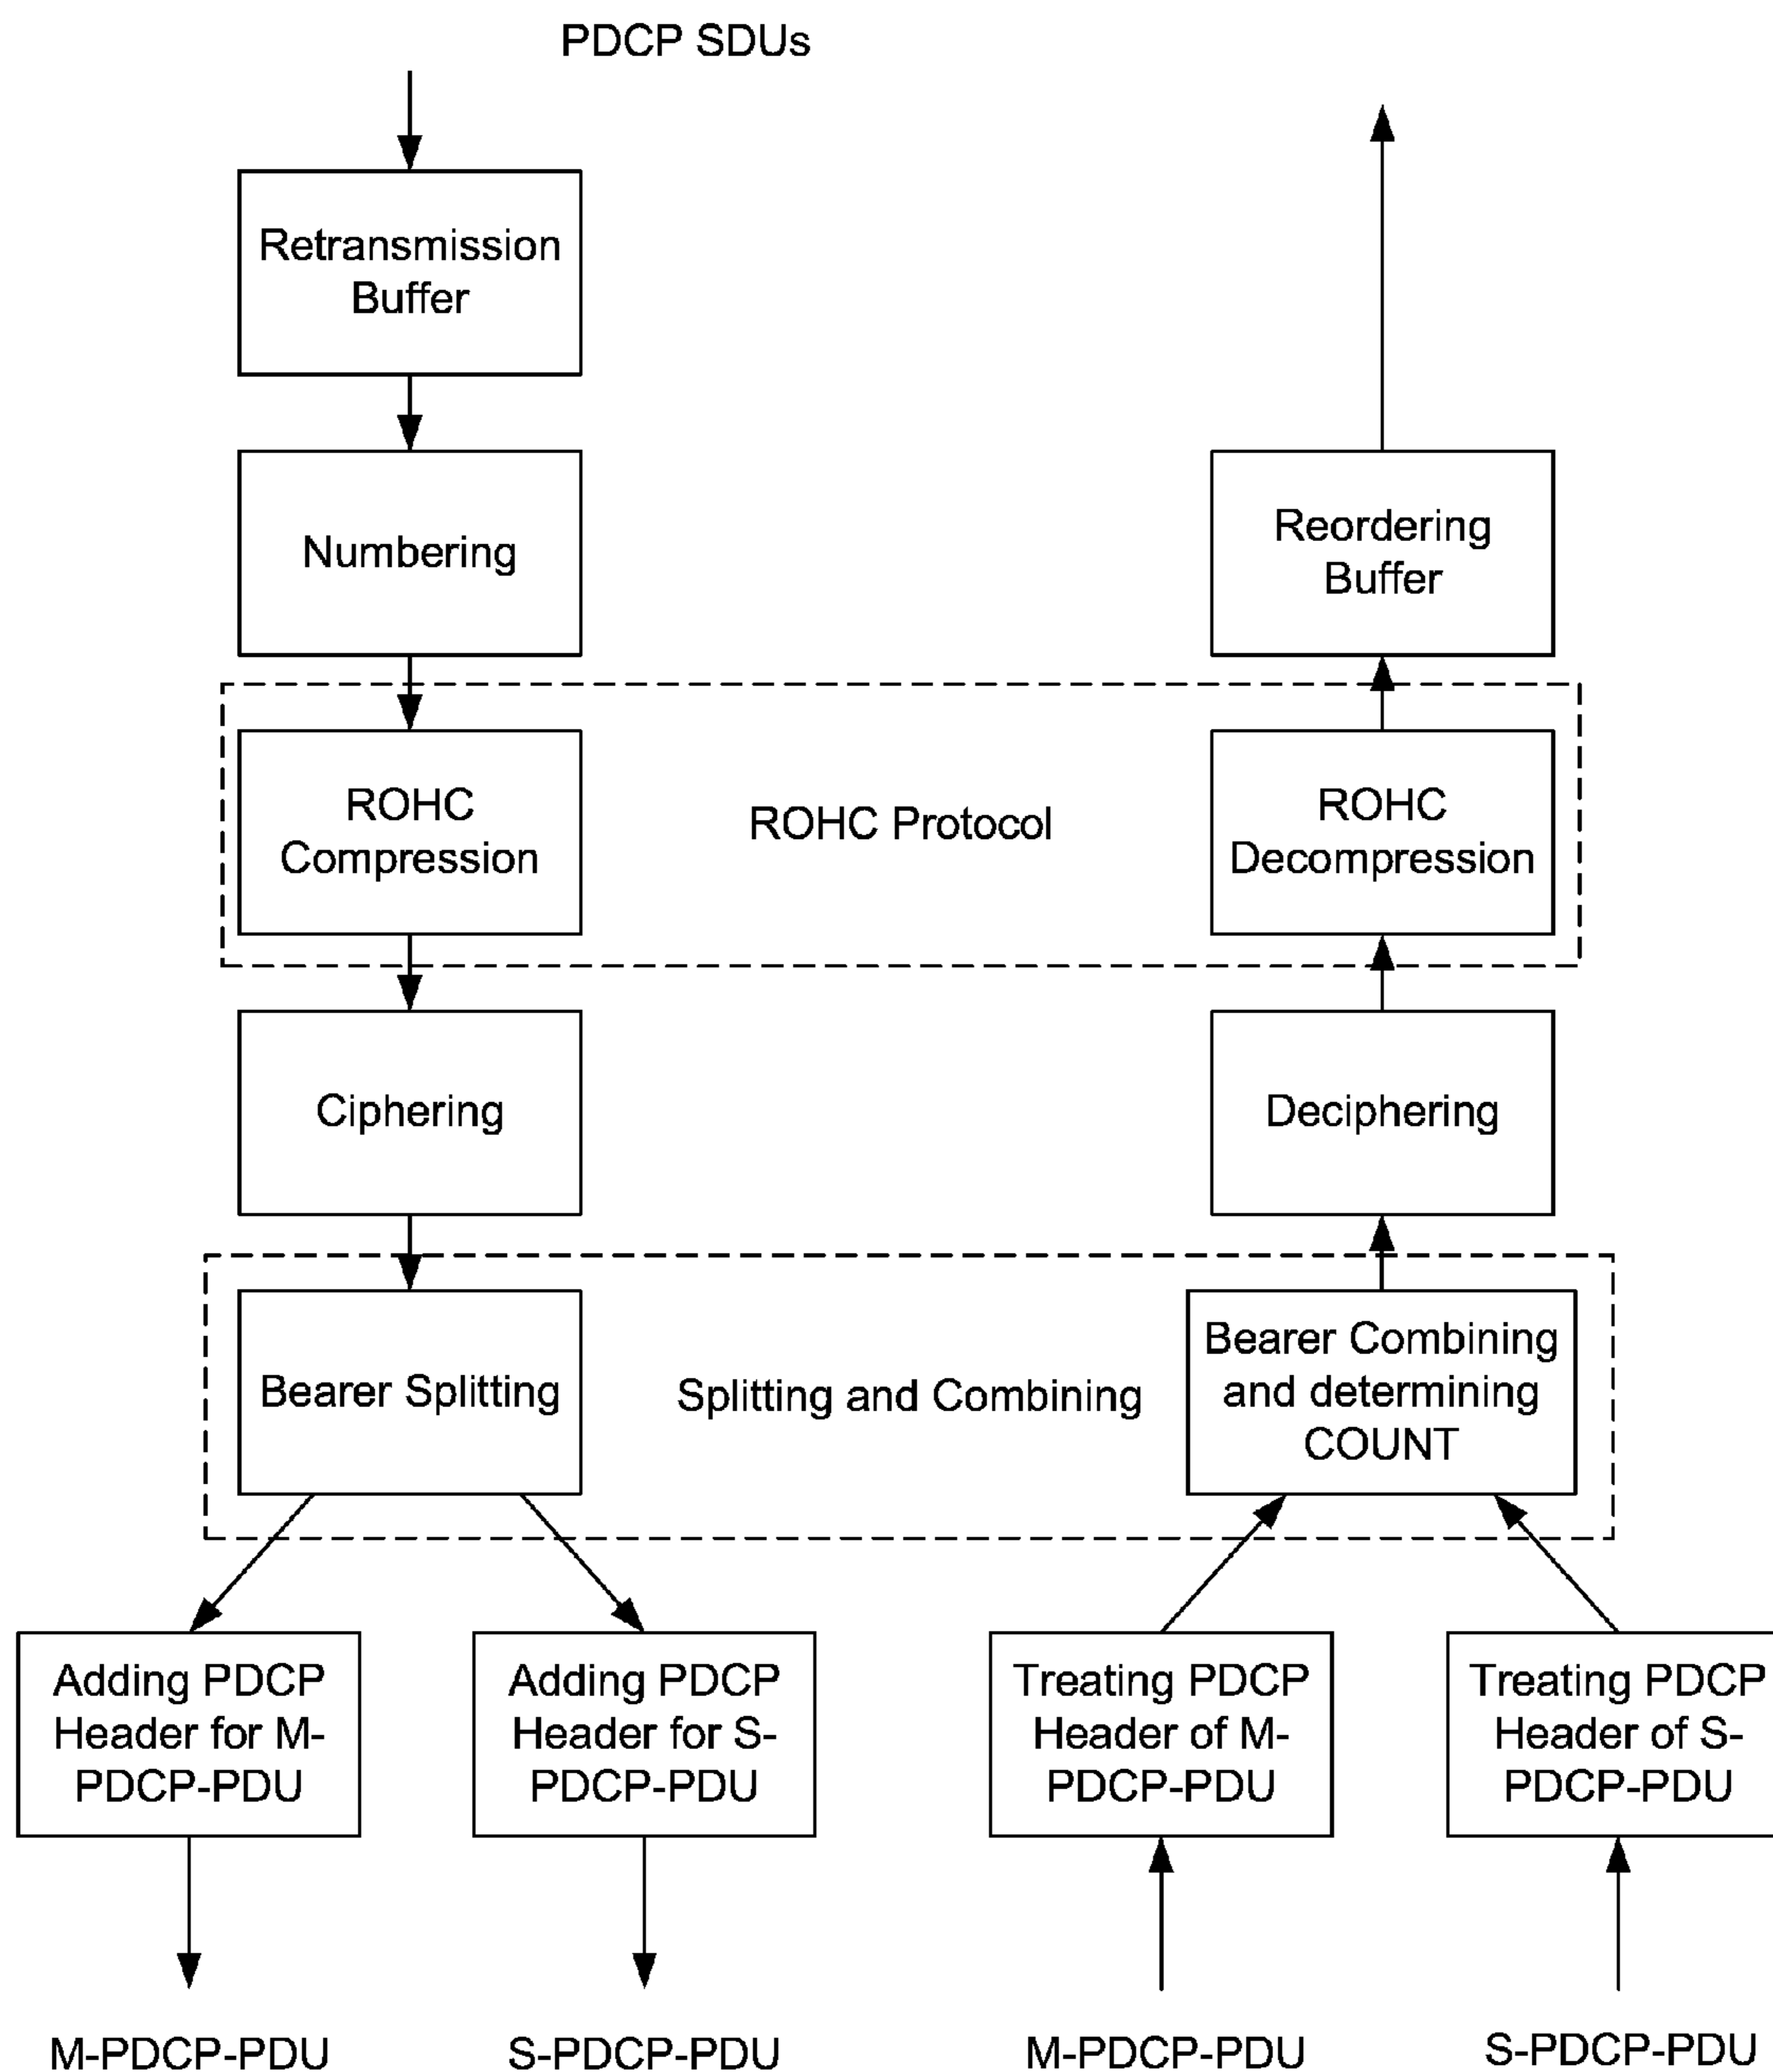 PDCP SDUs
Retransmission
Buffer
Numbering
Reordering
Buffer
ROHC
Compression
ROHC Protocol
ROHC
Decompression
Ciphering
Deciphering
Bearer Splitting
Splitting and Combining
Bearer Combining
and determining
COUNT
Adding PDCP
Header for M-
PDCP-PDU
Adding PDCP
Header for S-
PDCP-PDU
Treating PDCP
Header of M-
PDCP-PDU
Treating PDCP
Header of S-
PDCP-PDU
M-PDCP-PDU
S-PDCP-PDU
M-PDCP-PDU
S-PDCP-PDU